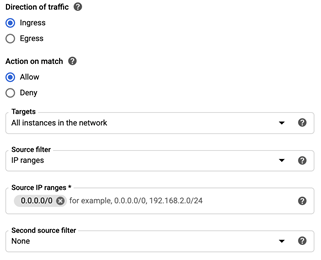 Direction of traffic
Ingress
Egress
Action on match
Allow
Deny
Targets
All instances in the network
Source filter
IP ranges
Source IP ranges *
0.0.0.0/0 for example, 0.0.0.0/0, 192.168.2.0/24
Second source filter
None